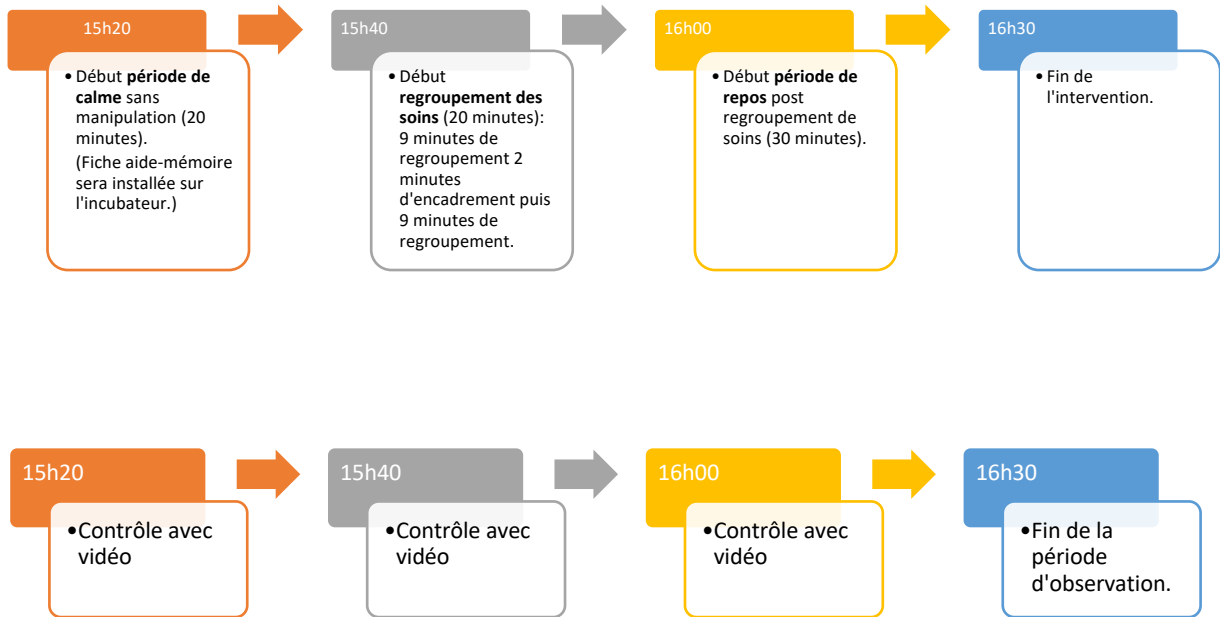 15h20
• Début période de
calme sans
manipulation (20
minutes).
(Fiche aide-mémoire
sera installée sur
l'incubateur.)
15h40
• Début
regroupement des
soins (20 minutes):
9 minutes de
regroupement 2
minutes
d'encadrement puis
9 minutes de
regroupement.
16h00
• Début période de
repos post
regroupement de
soins (30 minutes).
16h30
• Fin de
l'intervention.
15h20
•Contrôle avec
vidéo
15h40
•Contrôle avec
vidéo
16h00
•Contrôle avec
vidéo
16h30
•Fin de la
période
d'observation.